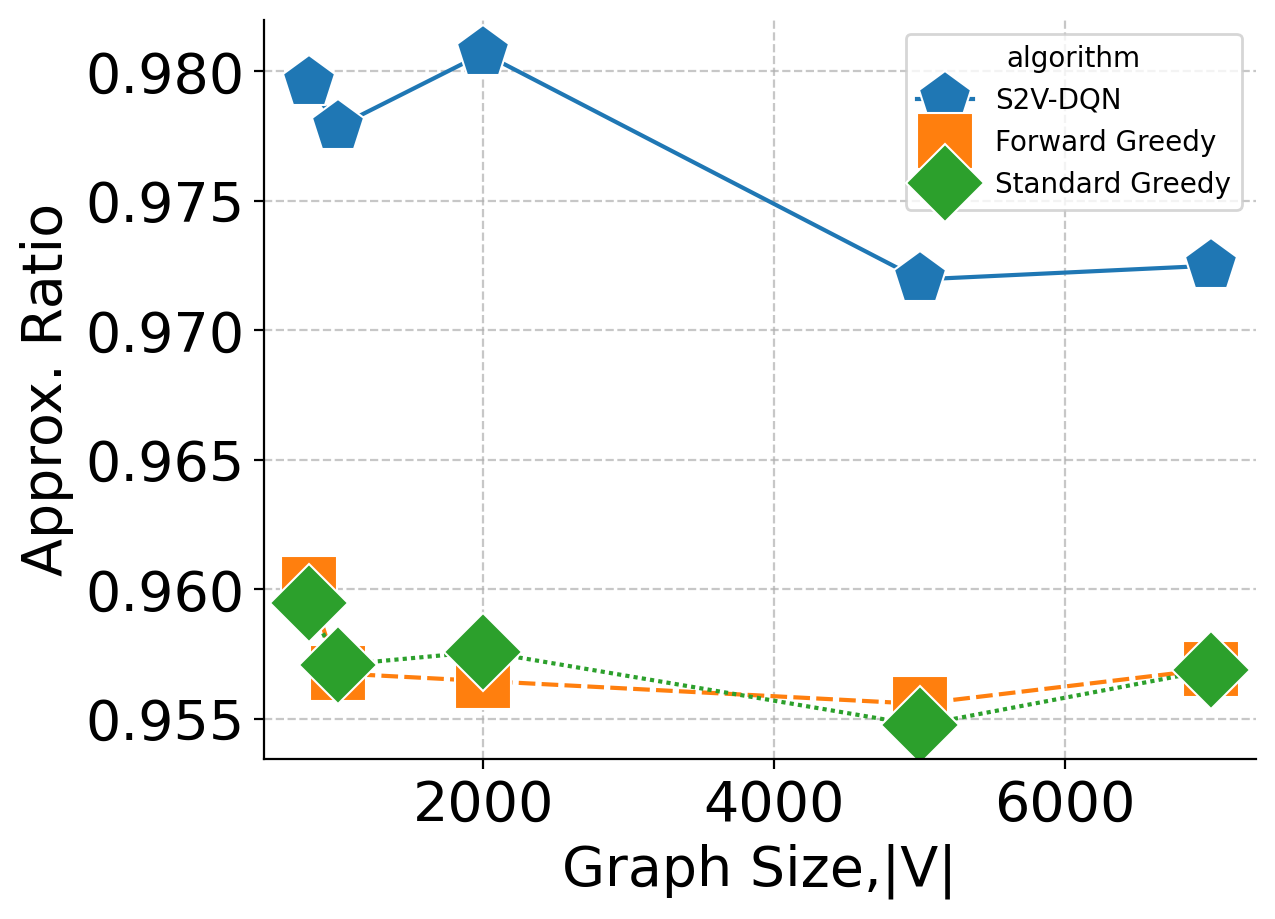 0.980
0.975
0.970
0.965
0.960
0.955
Approx. Ratio
algorithm
S2V-DQN
Forward Greedy
Standard Greedy
2000 4000 6000
Graph Size,|V|